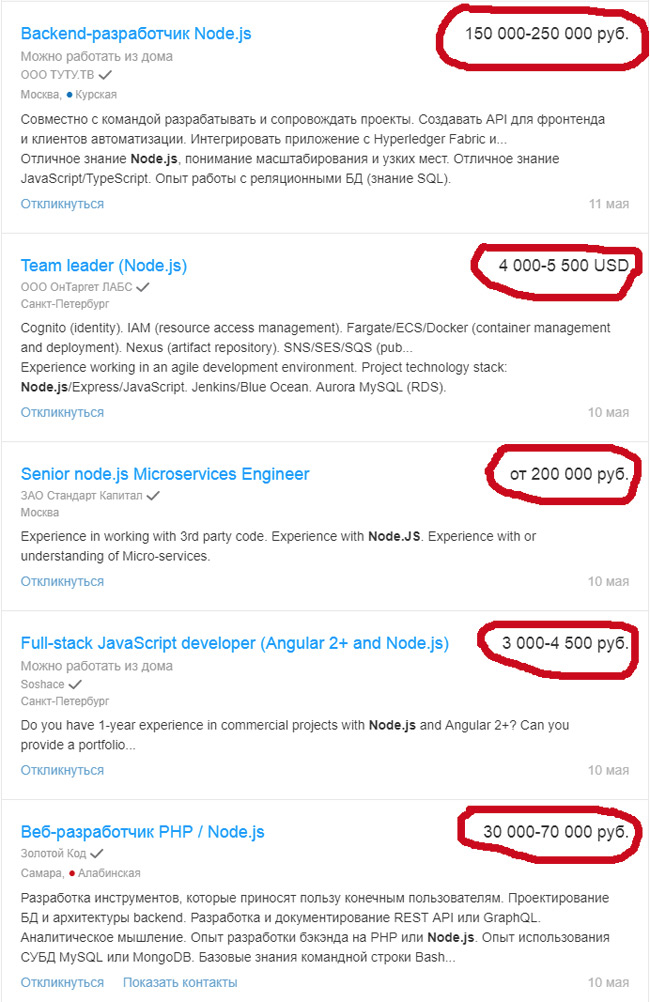 Backend-разработчик Node.js
150 000-250 000 руб.
Можно работать из дома
ООО ТУТУ.ТВ
Москва, Курская
Совместно с командой разрабатывать и сопровождать проекты. Создавать API для фронтенда
и клиентов автоматизации. Интегрировать приложение с Hyperledger Fabric и...
Отличное знание Node.js, понимание масштабирования и узких мест. Отличное знание
JavaScript/TypeScript. Опыт работы с реляционными БД (знание SQL).
Откликнуться
11 мая
Team leader (Node.js)
4 000-5 500 USD
ООО ОнТаргет ЛАБС
Санкт-Петербург
Cognito (identity). IAM (resource access management). Fargate/ECS/Docker (container management
and deployment). Nexus (artifact repository). SNS/SES/SQS (pub...
Experience working in an agile development environment. Project technology stack:
Node.js/Express/JavaScript. Jenkins/Blue Ocean. Aurora MySQL (RDS).
Откликнуться
10 мая
Senior node.js Microservices Engineer
от 200 000 руб.
ЗАО Стандарт Капитал
Москва
Experience in working with 3rd party code. Experience with Node.JS. Experience with or
understanding of Micro-services.
Откликнуться
10 мая
Full-stack JavaScript developer (Angular 2+ and Node.js)
3 000-4 500 руб.
Можно работать из дома
Soshace
Санкт-Петербург
Do you have 1-year experience in commercial projects with Node.js and Angular 2+? Can you
provide a portfolio...
Откликнуться
10 мая
Веб-разработчик PHP / Node.js
30 000-70 000 руб.
Золотой Код
Самара, Алабинская
Разработка инструментов, которые приносят пользу конечным пользователям. Проектирование
БД и архитектуры backend. Разработка и документирование REST API или GraphQL.
Аналитическое мышление. Опыт разработки бэкэнда на PHP или Node.js. Опыт использования
СУБД MySQL или MongoDB. Базовые знания командной строки Bash...
Откликнуться Показать контакты
10 мая